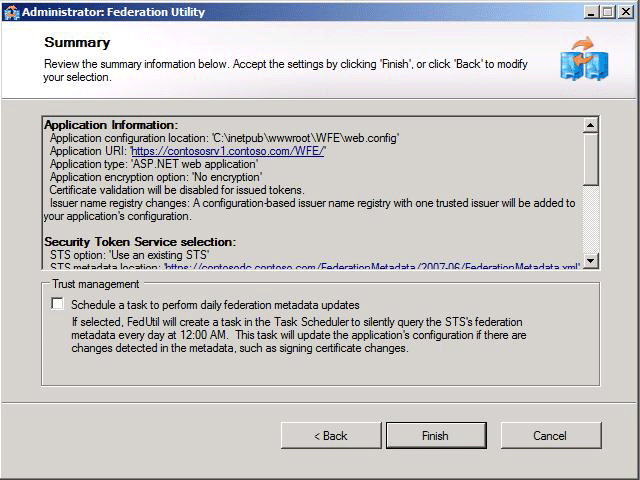 Administrator: Federation Utility
Summary
Review the summary information below. Accept the settings by clicking 'Finish', or click 'Back' to modify
your selection.
Application Information:
Application configuration location: 'C:\inetpub\wwwroot\WFE\web.config'
Application URI: 'https://contososrv1.contoso.com/WFE/'
Application type: 'ASP.NET web application'
Application encryption option: 'No encryption'
Certificate validation will be disabled for issued tokens.
Issuer name registry changes: A configuration-based issuer name registry with one trusted issuer will be added to
your application's configuration.
Security Token Service selection:
STS option: 'Use an existing STS'
STS metadata location: 'https://contosodc.contoso.com/FederationMetadata/2007-06/FederationMetadata.xml'
Trust management
Schedule a task to perform daily federation metadata updates
If selected, FedUtil will create a task in the Task Scheduler to silently query the STS's federation
metadata every day at 12:00 AM. This task will update the application's configuration if there are
changes detected in the metadata, such as signing certificate changes.
< Back
Finish
Cancel